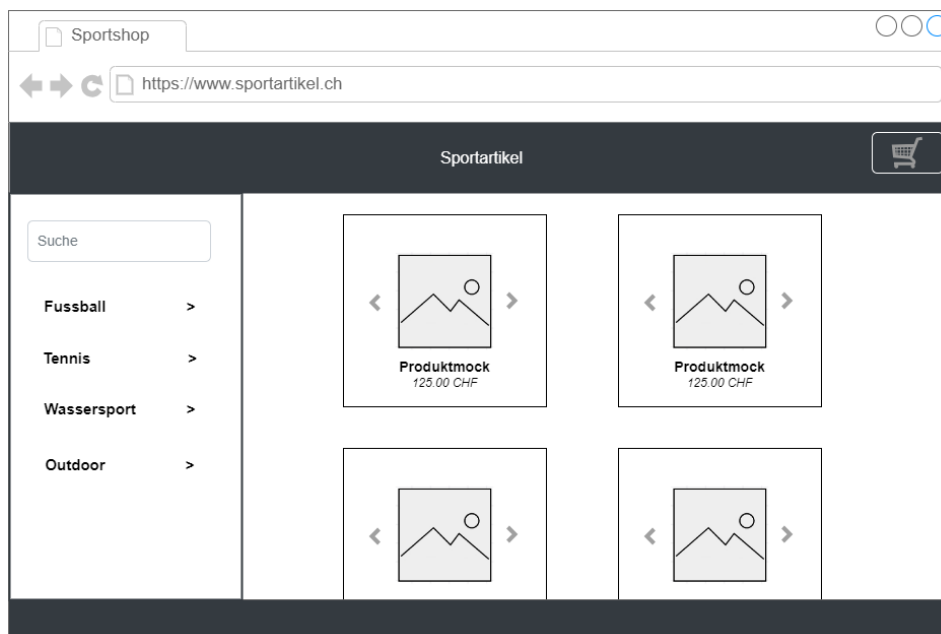 Sportshop
https://www.sportartikel.ch
Sportartikel
Suche
Fussball >
Tennis >
Wassersport >
Outdoor >
Produktmock
125.00 CHF
Produktmock
125.00 CHF